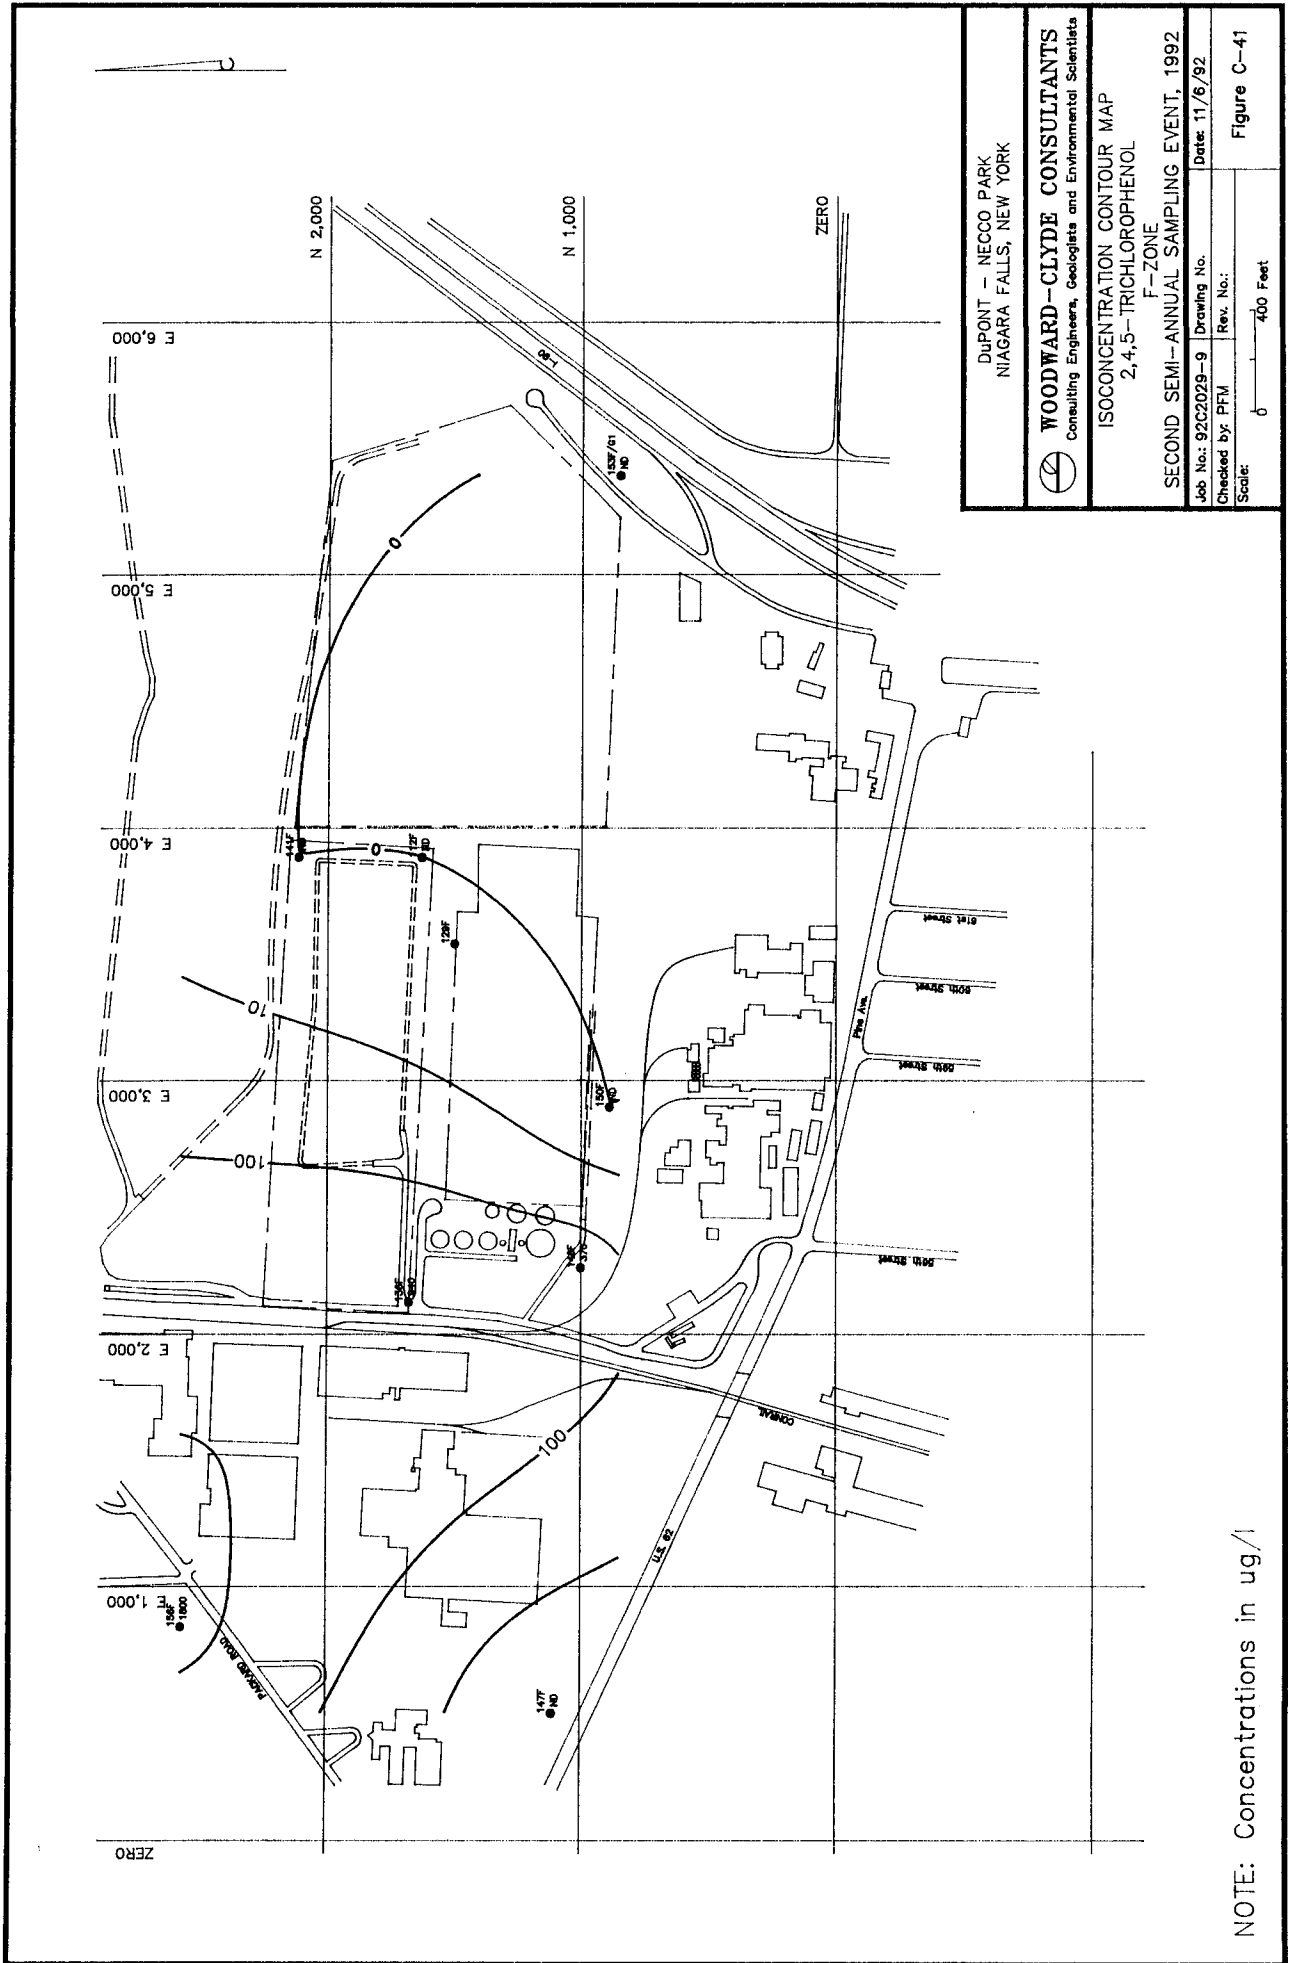 ZERO
E 1,000
E 2,000
E 3,000
E 4,000
E 5,000
E 6,000
N 2,000
N 1,000
ZERO
156F
1800
PACKARD ROAD
147F
ND
100
U.S. 62
CONRAIL
136F
146F
370
100
10
150F
ND
129F
141F
0
112F
ND
0
153F/G1
ND
I-90
Pine Ave.
56th Street
59th Street
60th Street
61st Street
NOTE: Concentrations in ug/l
DuPONT - NECCO PARK
NIAGARA FALLS, NEW YORK
WOODWARD-CLYDE CONSULTANTS
Consulting Engineers, Geologists and Environmental Scientists
ISOCONCENTRATION CONTOUR MAP
2,4,5-TRICHLOROPHENOL
F-ZONE
SECOND SEMI-ANNUAL SAMPLING EVENT, 1992
Job No.: 92C2029-9
Drawing No.
Date: 11/6/92
Checked by: PFM
Rev. No.:
Scale:
0
400 Feet
Figure C-41